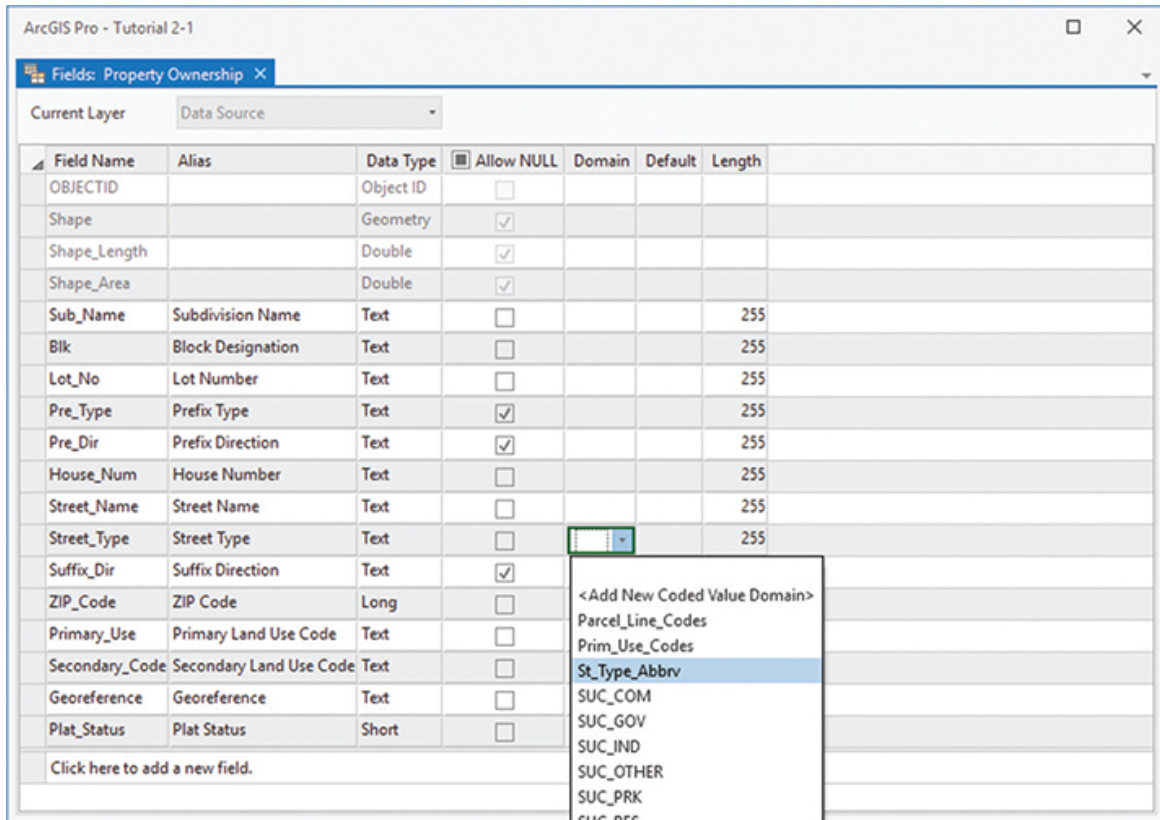 ArcGIS Pro - Tutorial 2-1
Fields: Property Ownership
Current Layer Data Source
Field Name Alias Data Type Allow NULL Domain Default Length
OBJECTID Object ID
Shape Geometry
Shape_Length Double
Shape_Area Double
Sub_Name Subdivision Name Text 255
Blk Block Designation Text 255
Lot_No Lot Number Text 255
Pre_Type Prefix Type Text 255
Pre_Dir Prefix Direction Text 255
House_Num House Number Text 255
Street_Name Street Name Text 255
Street_Type Street Type Text 255
Suffix_Dir Suffix Direction Text
ZIP_Code ZIP Code Long
Primary_Use Primary Land Use Code Text
Secondary_Code Secondary Land Use Code Text
Georeference Georeference Text
Plat_Status Plat Status Short
Click here to add a new field.
<Add New Coded Value Domain>
Parcel_Line_Codes
Prim_Use_Codes
St_Type_Abbrv
SUC_COM
SUC_GOV
SUC_IND
SUC_OTHER
SUC_PRK